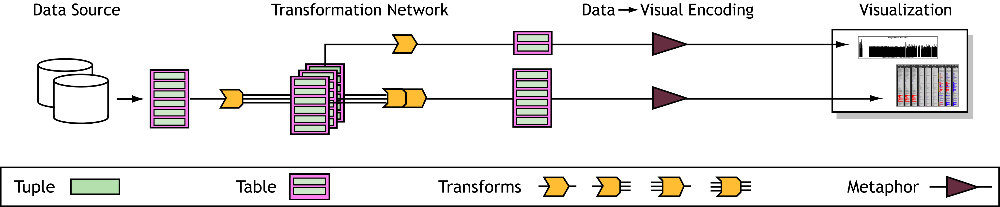 Data Source
Transformation Network
Data → Visual Encoding
Visualization
Tuple
Table
Transforms
Metaphor